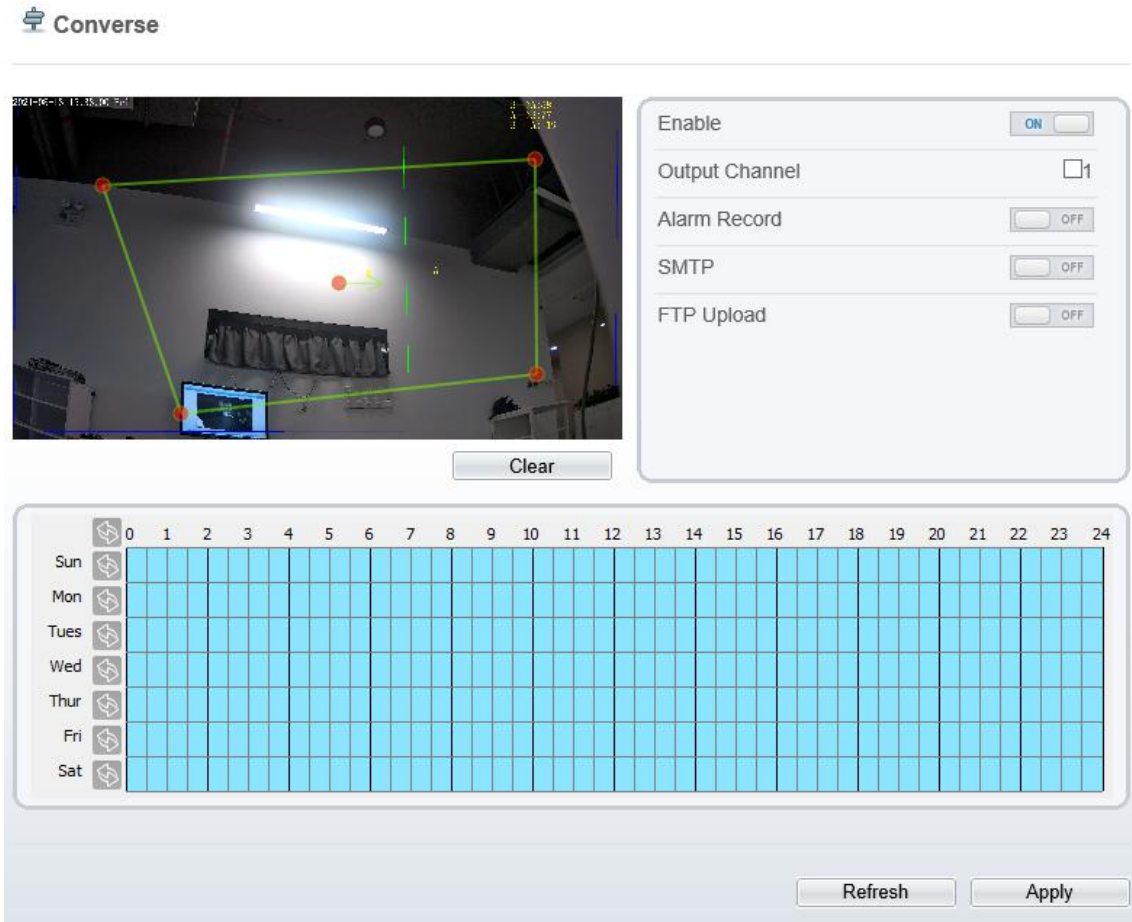 Converse
Enable ON
Output Channel 1
Alarm Record OFF
SMTP OFF
FTP Upload OFF
Clear
0 1 2 3 4 5 6 7 8 9 10 11 12 13 14 15 16 17 18 19 20 21 22 23 24
Sun
Mon
Tues
Wed
Thur
Fri
Sat
Refresh Apply